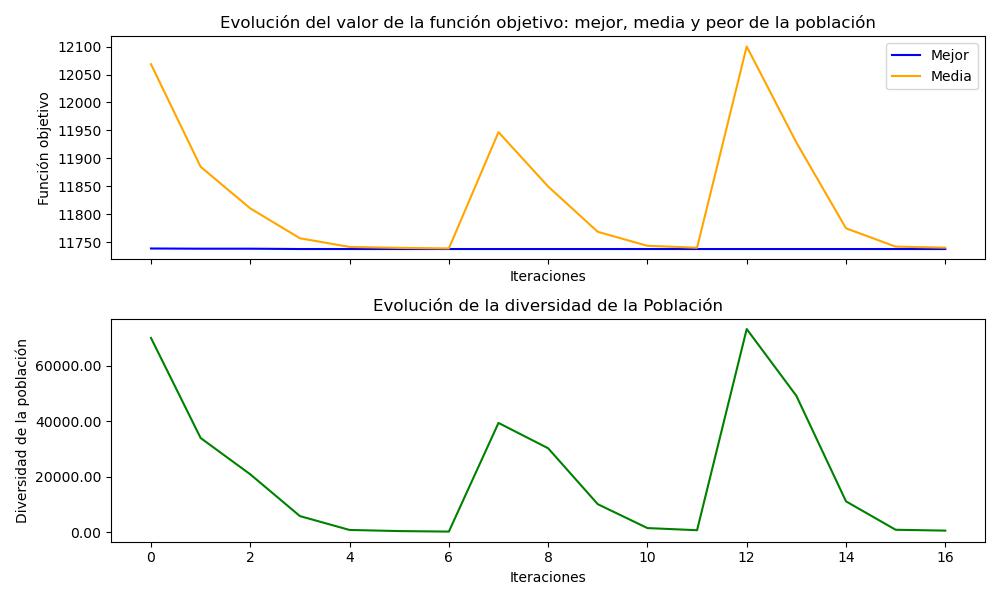 Evolución del valor de la función objetivo: mejor, media y peor de la población
12100
12050
12000
11950
11900
11850
11800
11750
Función objetivo
Mejor
Media
Iteraciones
Evolución de la diversidad de la Población
60000.00
40000.00
20000.00
0.00
Diversidad de la población
0 2 4 6 8 10 12 14 16
Iteraciones